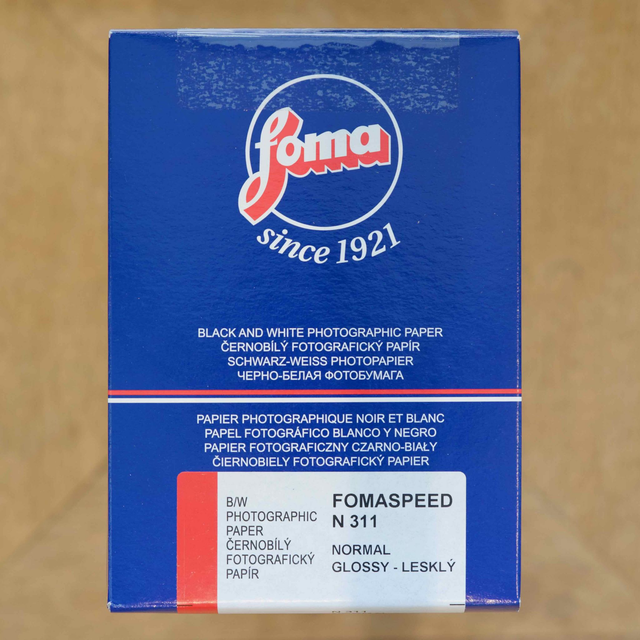 foma
since 1921
BLACK AND WHITE PHOTOGRAPHIC PAPER
ČERNOBÍLÝ FOTOGRAFICKÝ PAPÍR
SCHWARZ-WEISS PHOTOPAPIER
ЧЕРНО-БЕЛАЯ ФОТОБУМАГА
PAPIER PHOTOGRAPHIQUE NOIR ET BLANC
PAPEL FOTOGRÁFICO BLANCO Y NEGRO
PAPIER FOTOGRAFICZNY CZARNO-BIAŁY
ČIERNOBIELY FOTOGRAFICKÝ PAPIER
B/W
PHOTOGRAPHIC
PAPER
ČERNOBÍLÝ
FOTOGRAFICKÝ
PAPÍR
FOMASPEED
N 311
NORMAL
GLOSSY - LESKLÝ